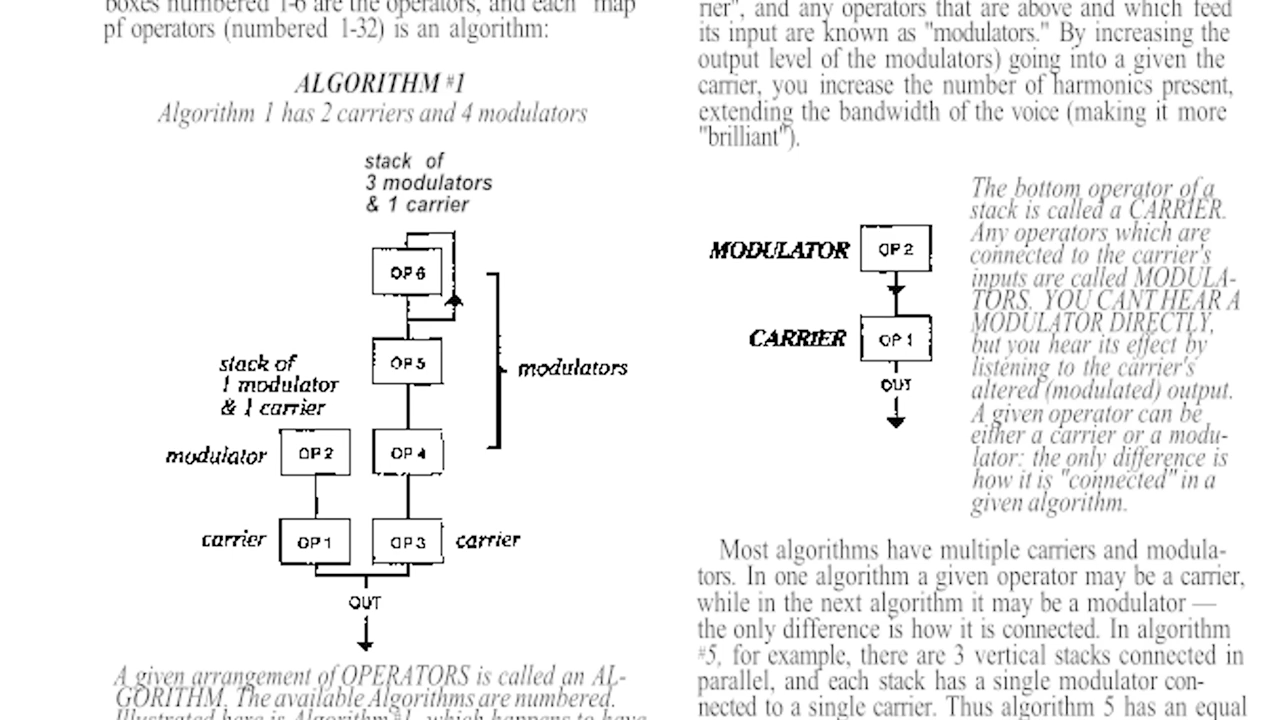 boxes numbered 1-6 are the operators, and each "map
pf operators (numbered 1-32) is an algorithm:
ALGORITHM #1
Algorithm 1 has 2 carriers and 4 modulators
stack of
3 modulators
& 1 carrier
OP 6
OP 5
modulators
stack of
1 modulator
& 1 carrier
modulator
OP 2
OP 4
carrier
OP 1
OP 3
carrier
OUT
A given arrangement of OPERATORS is called an AL-
GORITHM. The available Algorithms are numbered.
Illustrated here is Algorithm #1, which happens to have
rier", and any operators that are above and which feed
its input are known as "modulators." By increasing the
output level of the modulators) going into a given the
carrier, you increase the number of harmonics present,
extending the bandwidth of the voice (making it more
"brilliant").
MODULATOR
OP 2
CARRIER
OP 1
OUT
The bottom operator of a
stack is called a CARRIER.
Any operators which are
connected to the carrier's
inputs are called MODULA-
TORS. YOU CANT HEAR A
MODULATOR DIRECTLY,
but you hear its effect by
listening to the carrier's
altered (modulated) output.
A given operator can be
either a carrier or a modu-
lator: the only difference is
how it is "connected" in a
given algorithm.
Most algorithms have multiple carriers and modula-
tors. In one algorithm a given operator may be a carrier,
while in the next algorithm it may be a modulator —
the only difference is how it is connected. In algorithm
#5, for example, there are 3 vertical stacks connected in
parallel, and each stack has a single modulator con-
nected to a single carrier. Thus algorithm 5 has an equal